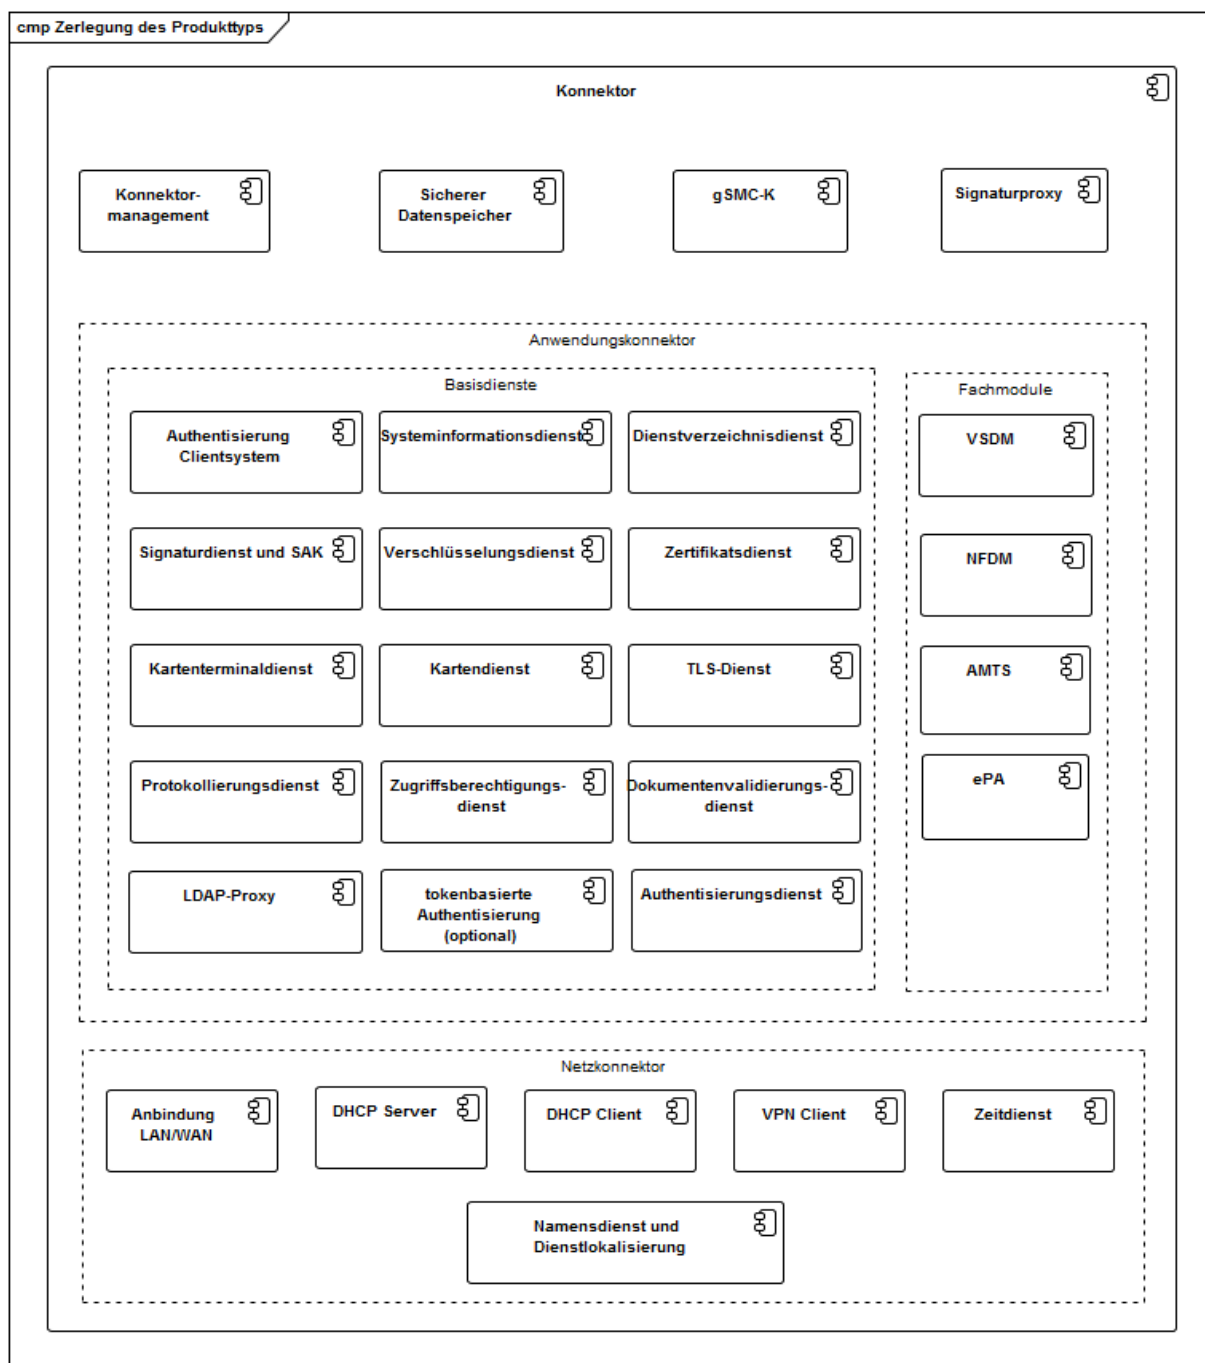 cmp Zerlegung des Produkttyps
Konnektor
Konnektor-
management
Sicherer
Datenspeicher
gSMC-K
Signaturproxy
Anwendungskonnektor
Basisdienste
Fachmodule
Authentisierung
Clientsystem
Systeminformationsdienst
Dienstverzeichnisdienst
VSDM
Signaturdienst und SAK
Verschlüsselungsdienst
Zertifikatsdienst
NFDM
Kartenterminaldienst
Kartendienst
TLS-Dienst
AMTS
Protokollierungsdienst
Zugriffsberechtigungs-
dienst
Dokumentenvalidierungs-
dienst
ePA
LDAP-Proxy
tokenbasierte
Authentisierung
(optional)
Authentisierungsdienst
Netzkonnektor
Anbindung
LAN/WAN
DHCP Server
DHCP Client
VPN Client
Zeitdienst
Namensdienst und
Dienstlokalisierung